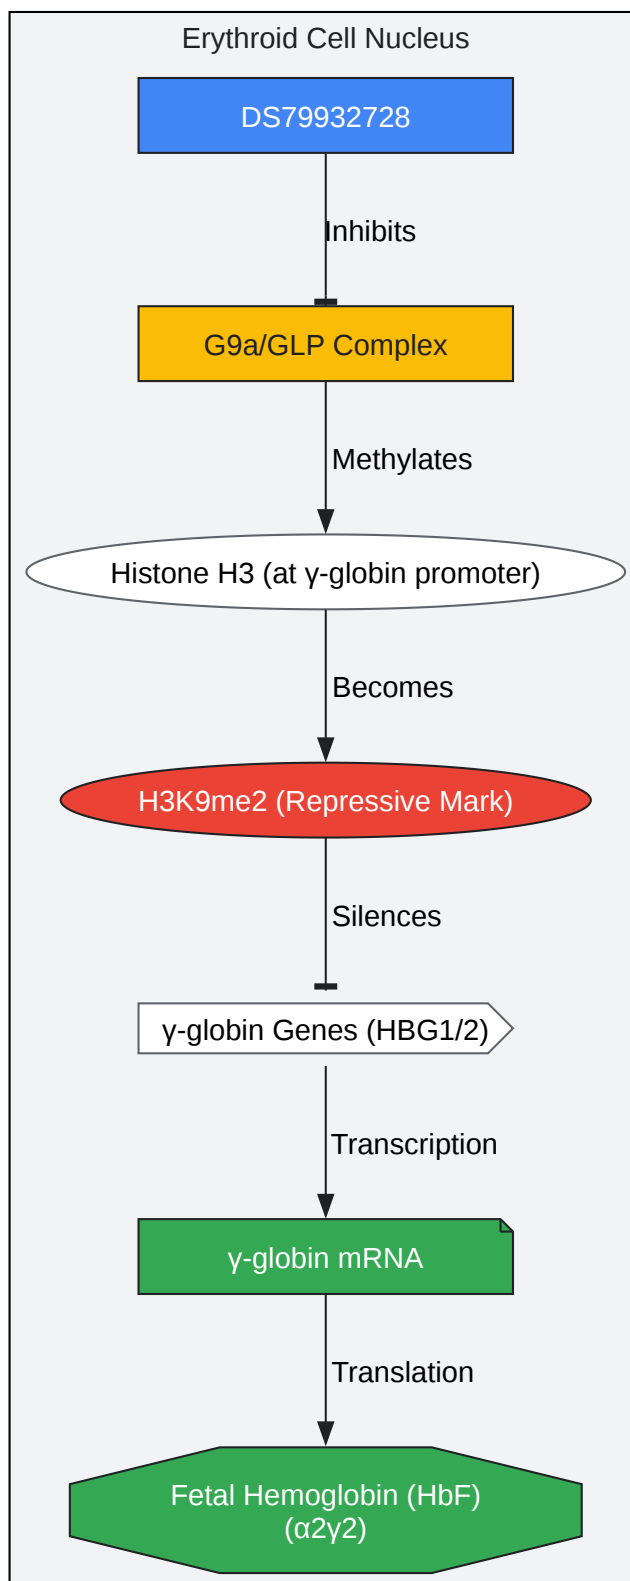 Erythroid Cell Nucleus
DS79932728
Inhibits
G9a/GLP Complex
Methylates
Histone H3 (at γ-globin promoter)
Becomes
H3K9me2 (Repressive Mark)
Silences
γ-globin Genes (HBG1/2)
Transcription
γ-globin mRNA
Translation
Fetal Hemoglobin (HbF)
(α2γ2)